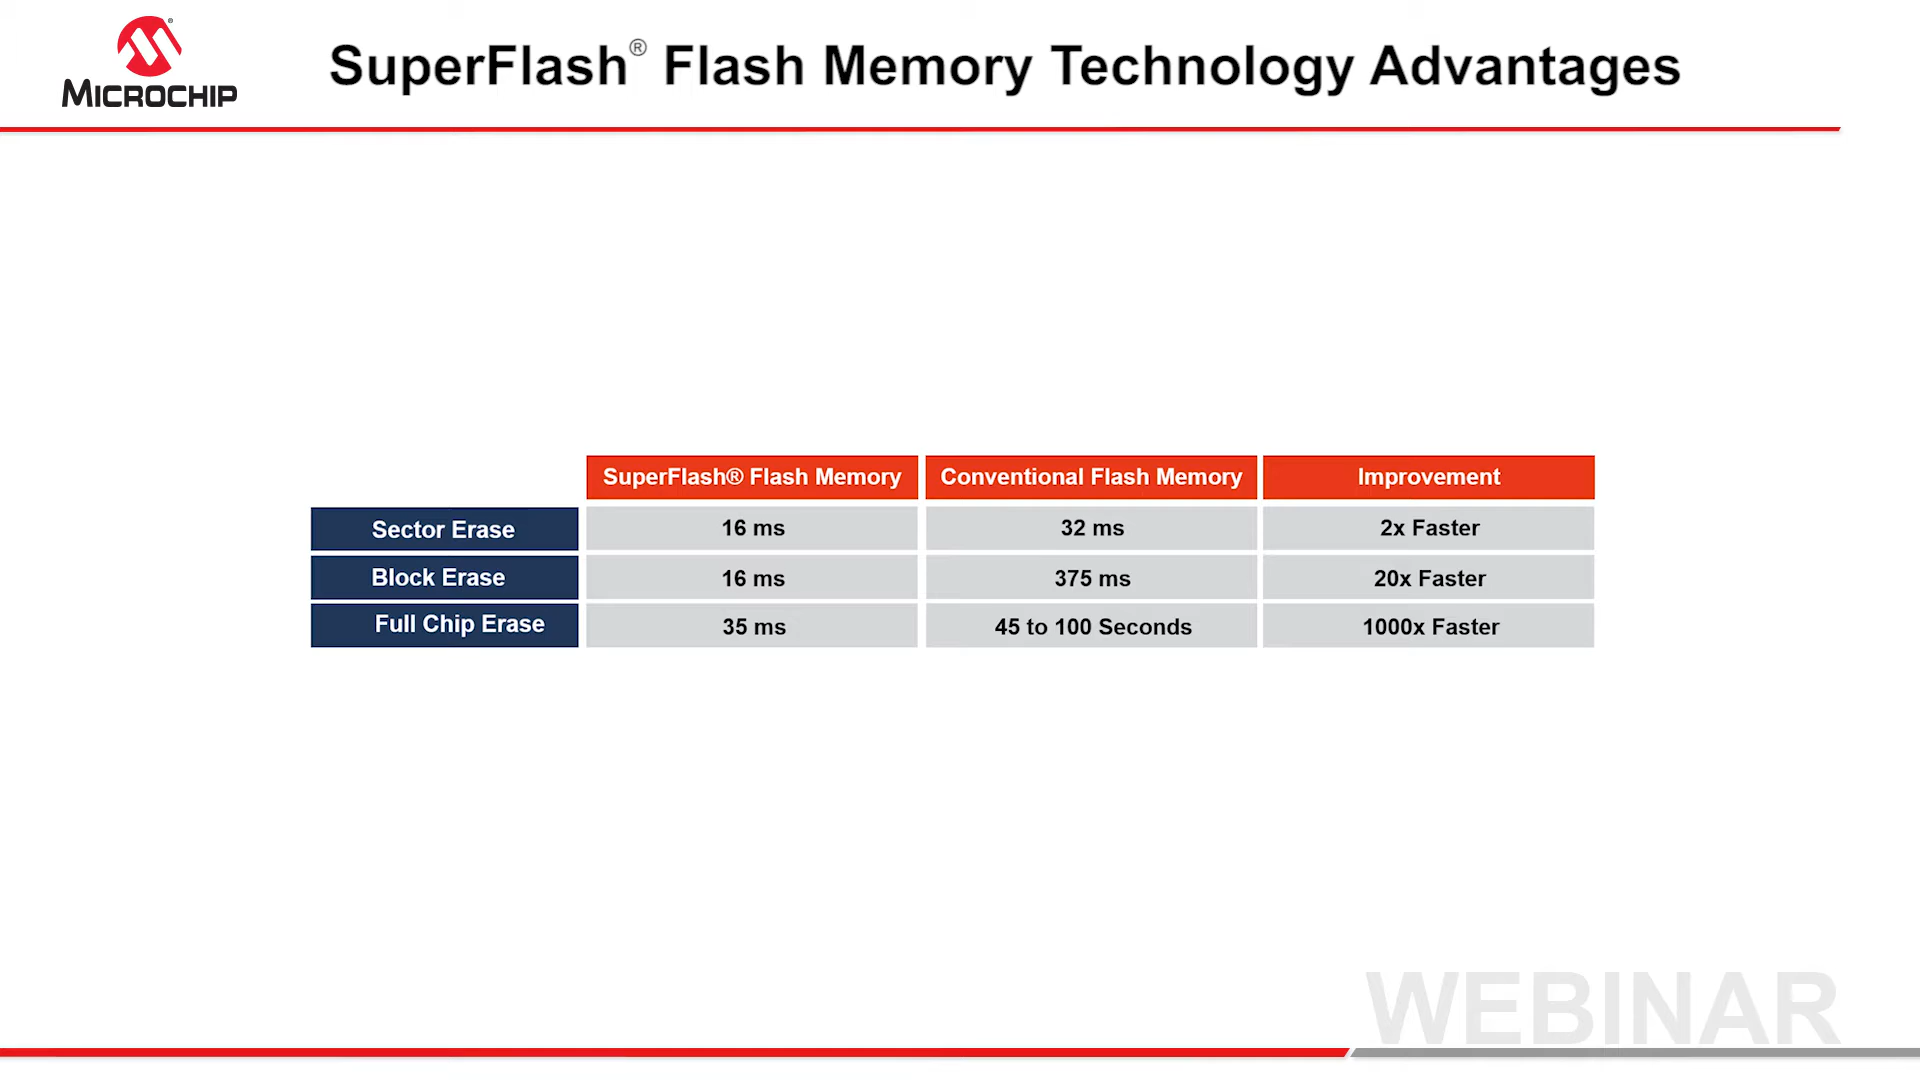 MICROCHIP
SuperFlash® Flash Memory Technology Advantages
SuperFlash® Flash Memory Conventional Flash Memory Improvement
Sector Erase 16 ms 32 ms 2x Faster
Block Erase 16 ms 375 ms 20x Faster
Full Chip Erase 35 ms 45 to 100 Seconds 1000x Faster
WEBINAR